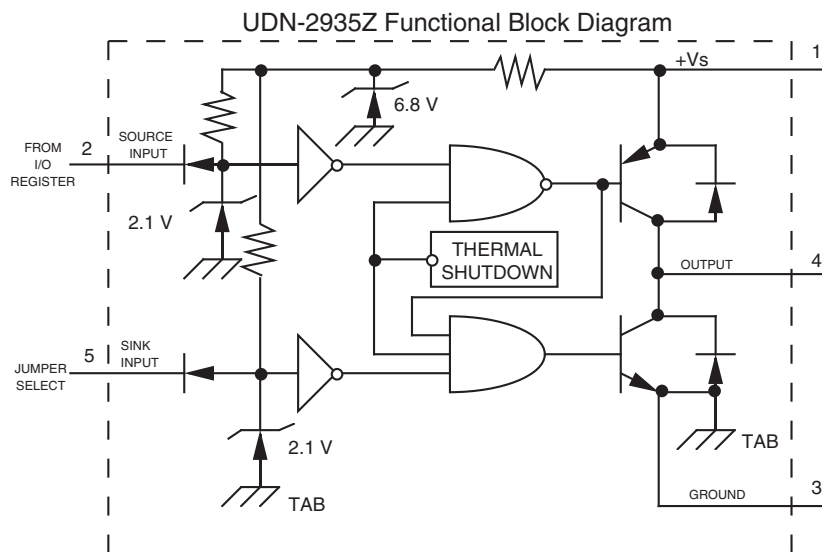 UDN-2935Z Functional Block Diagram
1
+Vs
6.8 V
FROM
I/O
REGISTER
2
SOURCE
INPUT
2.1 V
THERMAL
SHUTDOWN
OUTPUT
4
5
SINK
INPUT
JUMPER
SELECT
2.1 V
TAB
TAB
GROUND
3